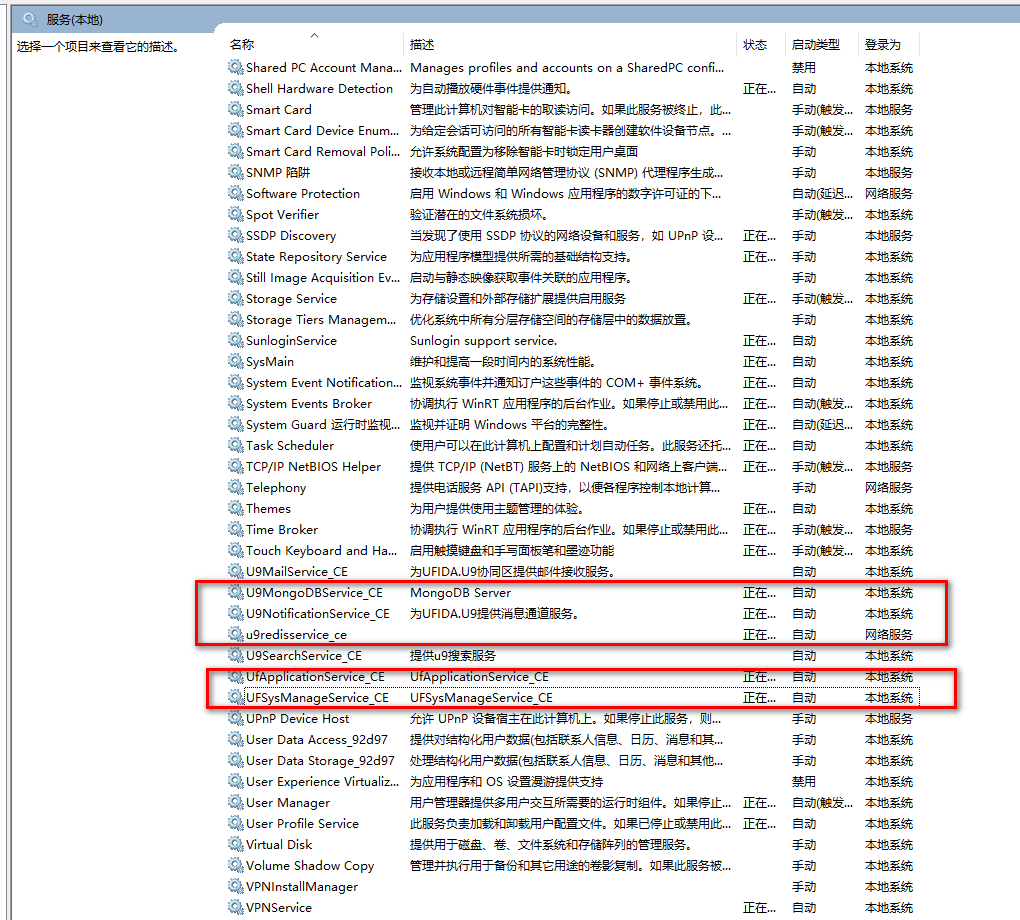 服务(本地)
选择一个项目来查看它的描述。
名称 描述 状态 启动类型 登录为
Shared PC Account Mana... Manages profiles and accounts on a SharedPC confi... 禁用 本地系统
Shell Hardware Detection 为自动播放硬件事件提供通知。 正在... 自动 本地系统
Smart Card 管理此计算机对智能卡的取读访问。如果此服务被终止，此... 手动(触发... 本地服务
Smart Card Device Enum... 为给定会话可访问的所有智能卡读卡器创建软件设备节点。... 手动(触发... 本地系统
Smart Card Removal Poli... 允许系统配置为移除智能卡时锁定用户桌面 手动 本地系统
SNMP 陷阱 接收本地或远程简单网络管理协议 (SNMP) 代理程序生成... 手动 本地服务
Software Protection 启用 Windows 和 Windows 应用程序的数字许可证的下... 自动(延迟... 网络服务
Spot Verifier 验证潜在的文件系统损坏。 手动(触发... 本地系统
SSDP Discovery 当发现了使用 SSDP 协议的网络设备和服务，如 UPnP 设... 正在... 手动 本地服务
State Repository Service 为应用程序模型提供所需的基础结构支持。 正在... 手动 本地系统
Still Image Acquisition Ev... 启动与静态映像获取事件关联的应用程序。 手动 本地系统
Storage Service 为存储设置和外部存储扩展提供启用服务 正在... 手动(触发... 本地系统
Storage Tiers Managem... 优化系统中所有分层存储空间的存储层中的数据放置。 手动 本地系统
SunloginService Sunlogin support service. 正在... 自动 本地系统
SysMain 维护和提高一段时间内的系统性能。 正在... 自动 本地系统
System Event Notification... 监视系统事件并通知订户这些事件的 COM+ 事件系统。 正在... 自动 本地系统
System Events Broker 协调执行 WinRT 应用程序的后台作业。如果停止或禁用此... 正在... 自动(触发... 本地系统
System Guard 运行时监视... 监视并证明 Windows 平台的完整性。 正在... 自动(延迟... 本地系统
Task Scheduler 使用户可以在此计算机上配置和计划自动任务。此服务还托... 正在... 自动 本地系统
TCP/IP NetBIOS Helper 提供 TCP/IP (NetBT) 服务上的 NetBIOS 和网络上客户端... 正在... 手动(触发... 本地服务
Telephony 提供电话服务 API (TAPI)支持，以便各程序控制本地计算... 手动 网络服务
Themes 为用户提供使用主题管理的体验。 正在... 自动 本地系统
Time Broker 协调执行 WinRT 应用程序的后台作业。如果停止或禁用此... 正在... 手动(触发... 本地服务
Touch Keyboard and Ha... 启用触摸键盘和手写面板笔和墨迹功能 正在... 手动(触发... 本地系统
U9MailService_CE 为UFIDA.U9协同区提供邮件接收服务。 自动 本地系统
U9MongoDBService_CE MongoDB Server 正在... 自动 本地系统
U9NotificationService_CE 为UFIDA.U9提供消息通道服务。 正在... 自动 本地系统
u9redisservice_ce 正在... 自动 网络服务
U9SearchService_CE 提供u9搜索服务 自动 本地系统
UfApplicationService_CE UfApplicationService_CE 正在... 自动 本地系统
UFSysManageService_CE UFSysManageService_CE 正在... 自动 本地系统
UPnP Device Host 允许 UPnP 设备宿主在此计算机上。如果停止此服务，则... 手动 本地服务
User Data Access_92d97 提供对结构化用户数据(包括联系人信息、日历、消息和其... 手动 本地系统
User Data Storage_92d97 处理结构化用户数据(包括联系人信息、日历、消息和其他... 手动 本地系统
User Experience Virtualiz... 为应用程序和 OS 设置漫游提供支持 禁用 本地系统
User Manager 用户管理器提供多用户交互所需要的运行时组件。如果停止... 正在... 自动(触发... 本地系统
User Profile Service 此服务负责加载和卸载用户配置文件。如果已停止或禁用此... 正在... 自动 本地系统
Virtual Disk 提供用于磁盘、卷、文件系统和存储阵列的管理服务。 手动 本地系统
Volume Shadow Copy 管理并执行用于备份和其它用途的卷影复制。如果此服务被... 手动 本地系统
VPNInstallManager 手动 本地系统
VPNService 正在... 自动 本地系统